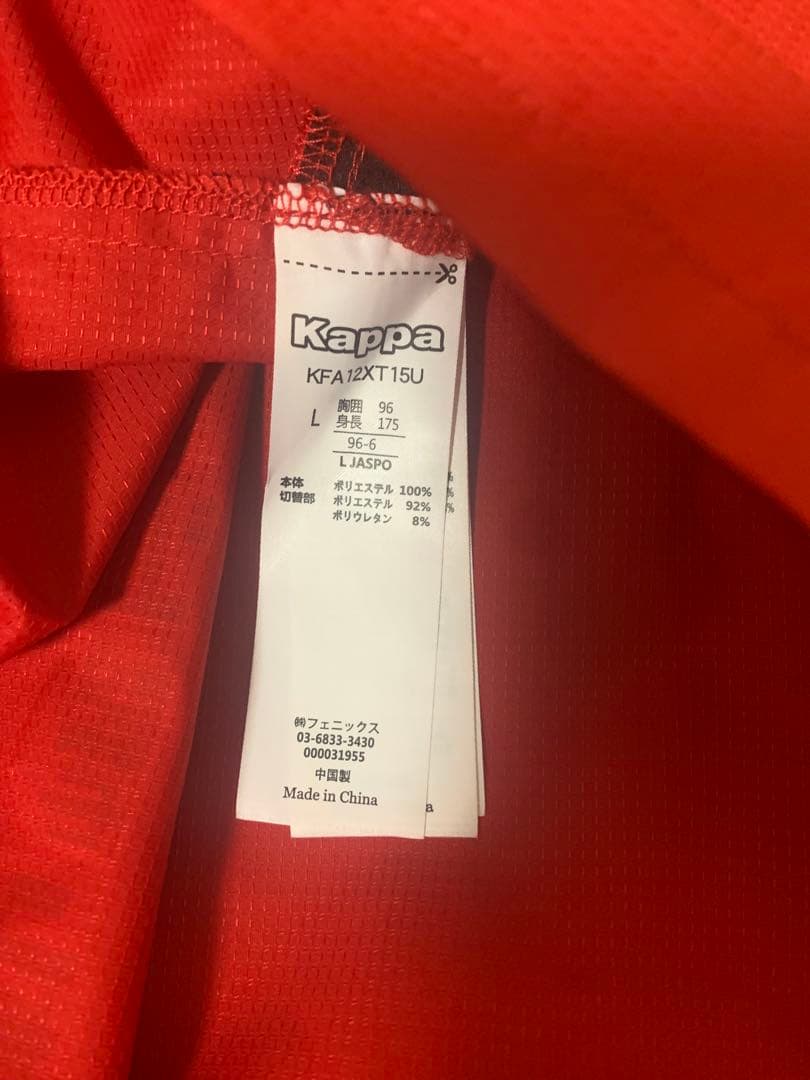 Kappa
KFA12XT15U
L 胸囲 96
身長 175
96-6
L JASPO
本体 ポリエステル 100%
切替部 ポリエステル 92%
ポリウレタン 8%
%
%
%
㈱フェニックス
03-6833-3430
000031955
中国製
Made in China
a